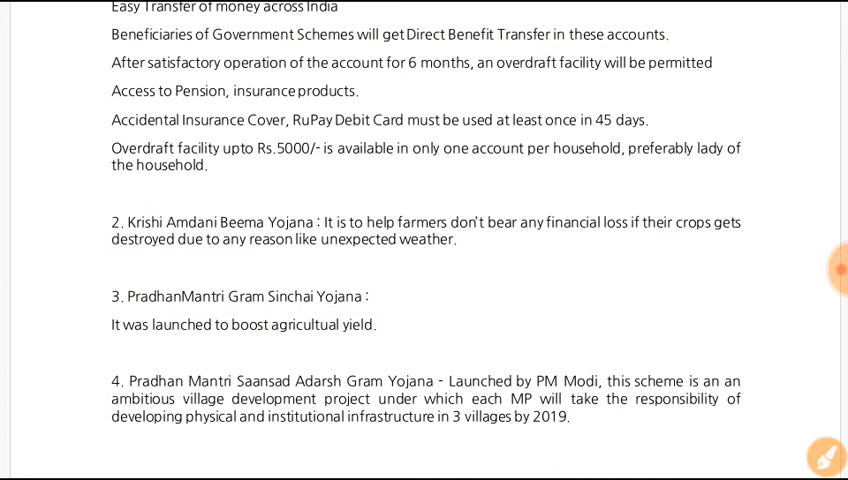 Easy Transfer of money across India
Beneficiaries of Government Schemes will get Direct Benefit Transfer in these accounts.
After satisfactory operation of the account for 6 months, an overdraft facility will be permitted
Access to Pension, insurance products.
Accidental Insurance Cover, RuPay Debit Card must be used at least once in 45 days.
Overdraft facility upto Rs.5000/- is available in only one account per household, preferably lady of
the household.
2. Krishi Amdani Beema Yojana : It is to help farmers don't bear any financial loss if their crops gets
destroyed due to any reason like unexpected weather.
3. PradhanMantri Gram Sinchai Yojana :
It was launched to boost agricultual yield.
4. Pradhan Mantri Saansad Adarsh Gram Yojana - Launched by PM Modi, this scheme is an an
ambitious village development project under which each MP will take the responsibility of
developing physical and institutional infrastructure in 3 villages by 2019.